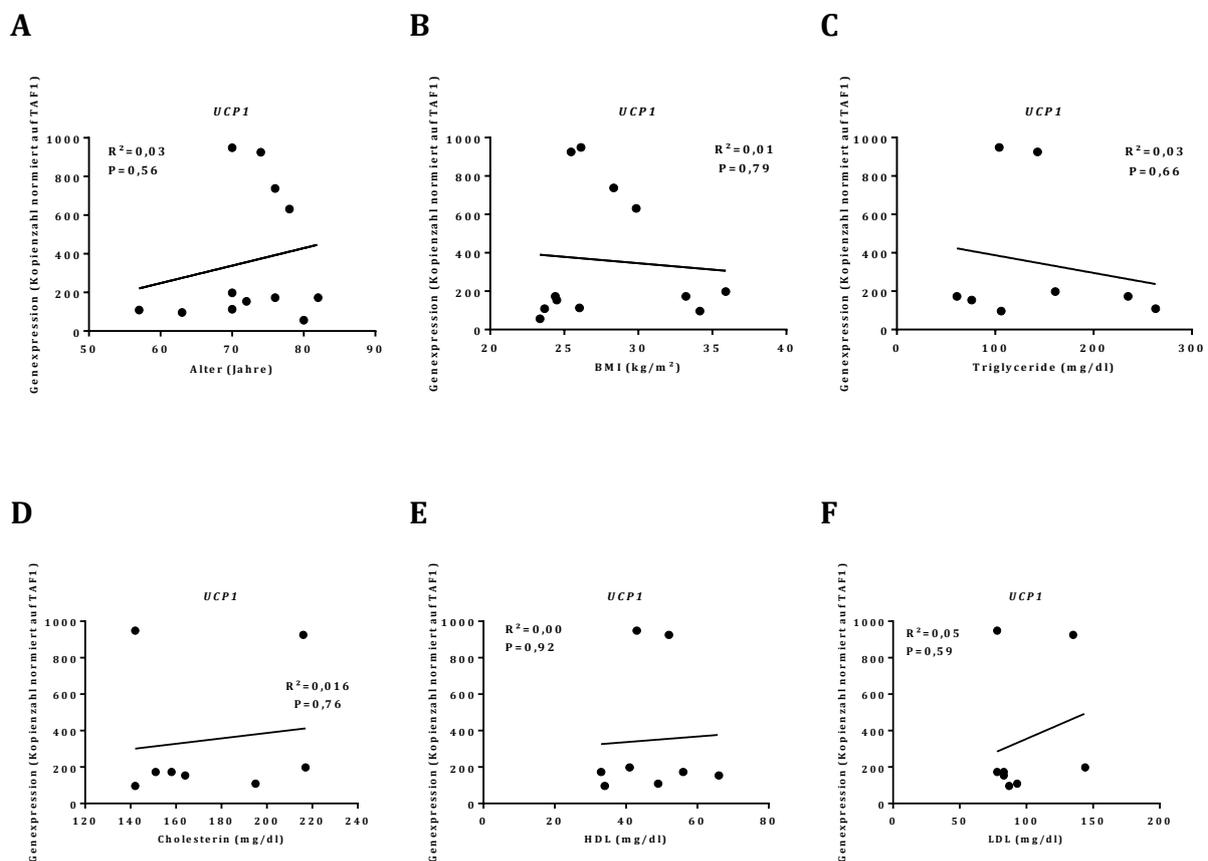 A
Genexpression (Kopienzahl normiert auf TAF1)
UCP1
R²=0,03
P=0,56
1000
800
600
400
200
0
50 60 70 80 90
Alter (Jahre)
B
Genexpression (Kopienzahl normiert auf TAF1)
UCP1
R²=0,01
P=0,79
1000
800
600
400
200
0
20 25 30 35 40
BMI (kg/m²)
C
Genexpression (Kopienzahl normiert auf TAF1)
UCP1
R²=0,03
P=0,66
1000
800
600
400
200
0
0 100 200 300
Triglyceride (mg/dl)
D
Genexpression (Kopienzahl normiert auf TAF1)
UCP1
R²=0,016
P=0,76
1000
800
600
400
200
0
120 140 160 180 200 220 240
Cholesterin (mg/dl)
E
Genexpression (Kopienzahl normiert auf TAF1)
UCP1
R²=0,00
P=0,92
1000
800
600
400
200
0
0 20 40 60 80
HDL (mg/dl)
F
Genexpression (Kopienzahl normiert auf TAF1)
UCP1
R²=0,05
P=0,59
1000
800
600
400
200
0
0 50 100 150 200
LDL (mg/dl)